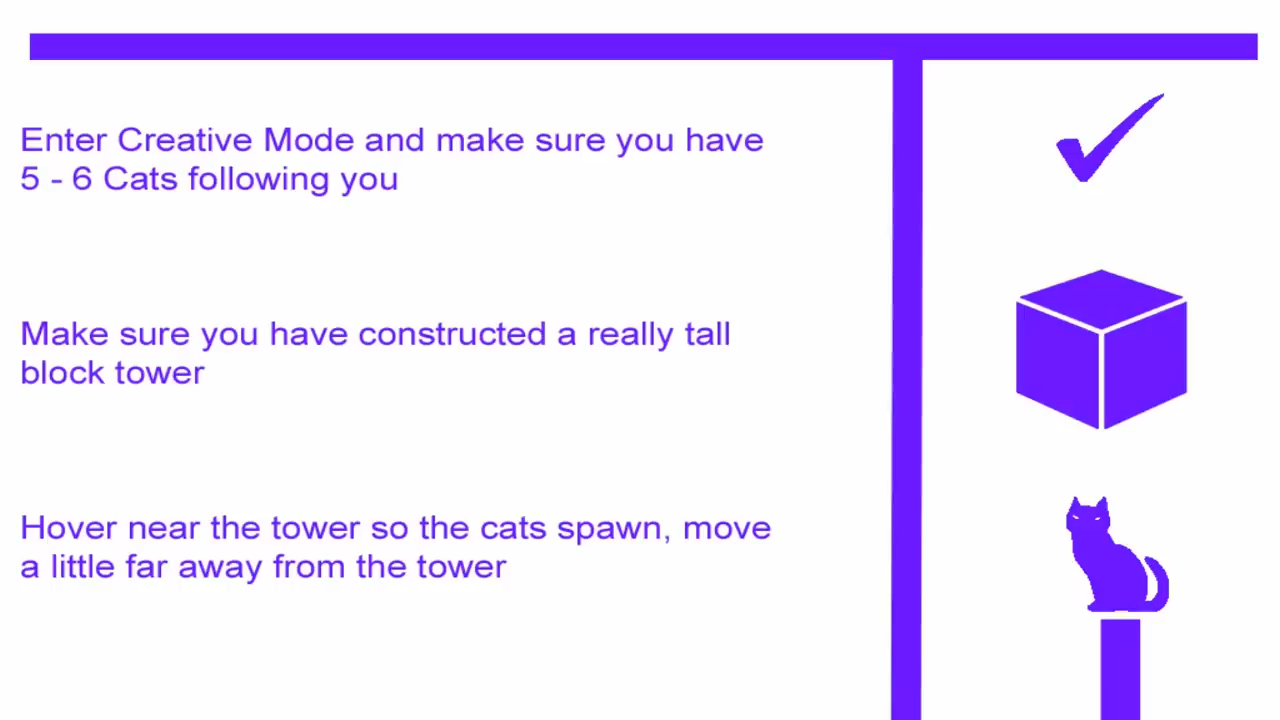 Enter Creative Mode and make sure you have
5 - 6 Cats following you
Make sure you have constructed a really tall
block tower
Hover near the tower so the cats spawn, move
a little far away from the tower